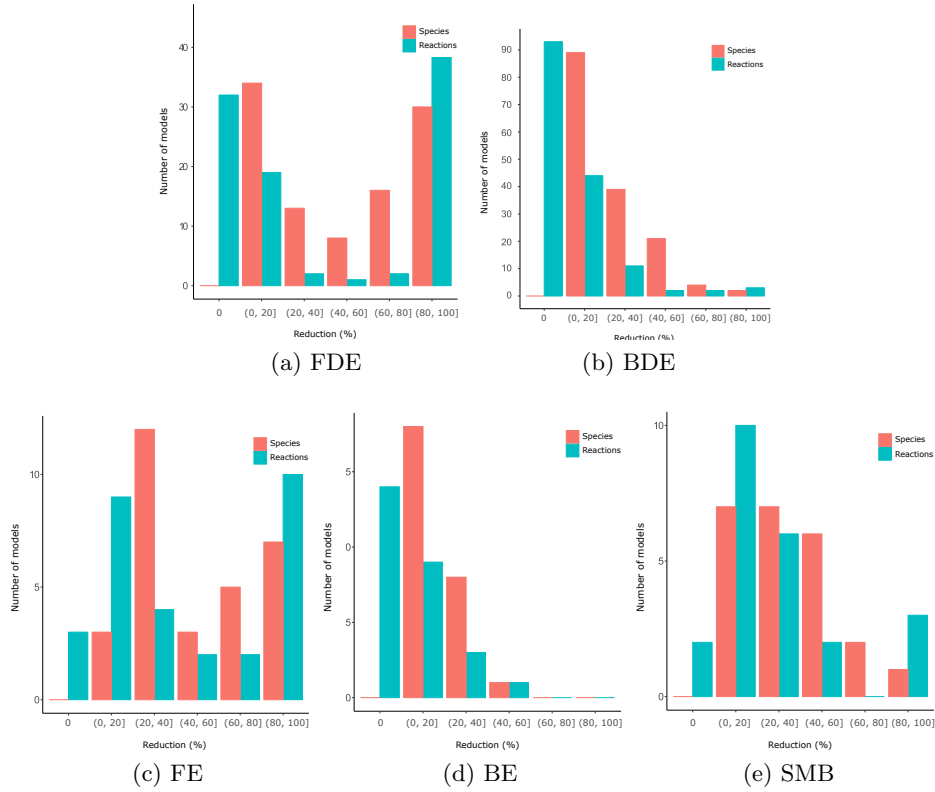 Species
Reactions
40
30
20
10
0
Number of models
0
(0, 20]
(20, 40]
(40, 60]
(60, 80]
(80, 100]
Reduction (%)
(a) FDE
Species
Reactions
90
80
70
60
50
40
30
20
10
0
Number of models
0
(0, 20]
(20, 40]
(40, 60]
(60, 80]
(80, 100]
Reduction (%)
(b) BDE
Species
Reactions
10
5
0
Number of models
0
(0, 20]
(20, 40]
(40, 60]
(60, 80]
(80, 100]
Reduction (%)
(c) FE
Species
Reactions
5
0
5
0
Number of models
0
(0, 20]
(20, 40]
(40, 60]
(60, 80]
(80, 100]
Reduction (%)
(d) BE
Species
Reactions
10
5
0
Number of models
0
(0, 20]
(20, 40]
(40, 60]
(60, 80]
(80, 100]
Reduction (%)
(e) SMB